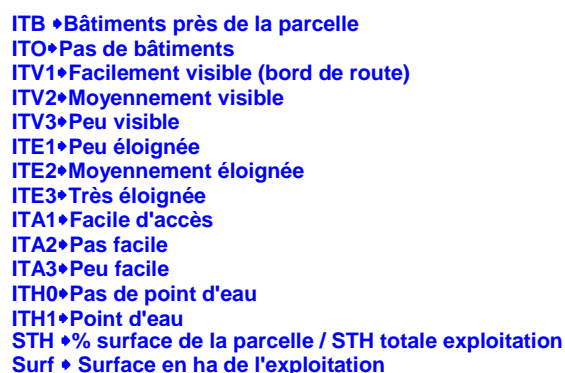 ITB ➧Bâtiments près de la parcelle
ITO➧Pas de bâtiments
ITV1➧Facilement visible (bord de route)
ITV2➧Moyennement visible
ITV3➧Peu visible
ITE1➧Peu éloignée
ITE2➧Moyennement éloignée
ITE3➧Très éloignée
ITA1➧Facile d'accès
ITA2➧Pas facile
ITA3➧Peu facile
ITH0➧Pas de point d'eau
ITH1➧Point d'eau
STH ➧% surface de la parcelle / STH totale exploitation
Surf ➧ Surface en ha de l'exploitation